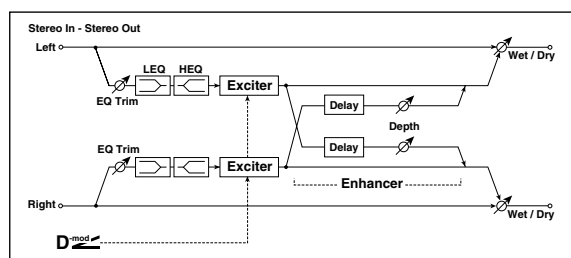 Stereo In - Stereo Out
Left
Wet / Dry
LEQ HEQ
EQ Trim
Exciter
Delay
Depth
EQ Trim
Delay
Exciter
Enhancer
Right
Wet / Dry
D-mod